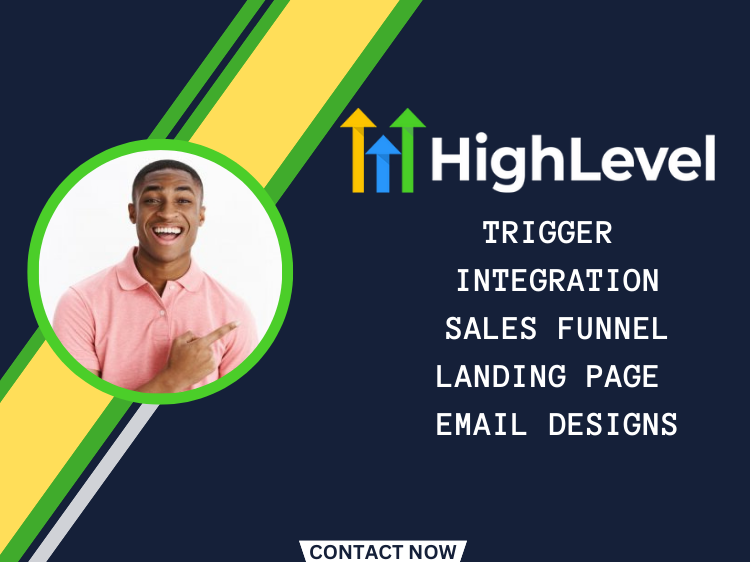 HighLevel
TRIGGER
INTEGRATION
SALES FUNNEL
LANDING PAGE
EMAIL DESIGNS
CONTACT NOW